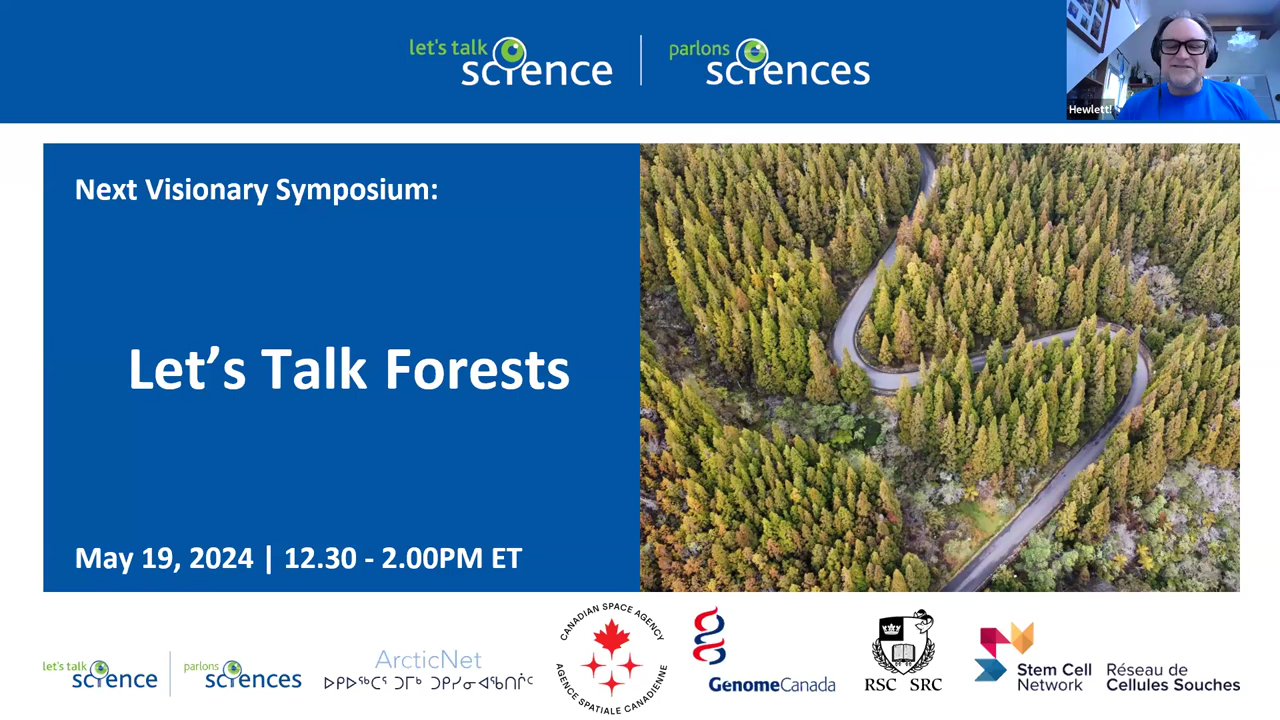 let's talk
science
parlons
sciences
Hewlett!
Next Visionary Symposium:
Let's Talk Forests
May 19, 2024 | 12.30 - 2.00PM ET
let's talk
science
parlons
sciences
ArcticNet
ᐅᑭᐅᖅᑕᑦ ᑐᒥᒃ ᑐᑭᓯᓂᐊᖃᑎᒌᑦ
CANADIAN SPACE AGENCY
AGENCE SPATIALE CANADIENNE
GenomeCanada
RSC SRC
Stem Cell
Network
Réseau de
Cellules Souches